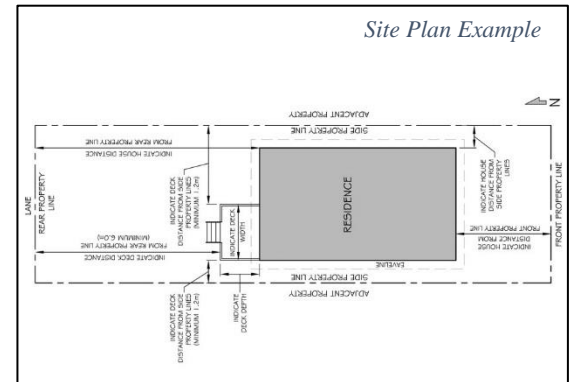 Site Plan Example
N
ADJACENT PROPERTY
SIDE PROPERTY LINE
INDICATE HOUSE DISTANCE
FROM REAR PROPERTY LINE
LANE
REAR PROPERTY
LINE
INDICATE DECK
DISTANCE FROM SIDE
PROPERTY LINES
(MINIMUM 1.2m)
INDICATE DECK
WIDTH
INDICATE DECK DISTANCE
FROM REAR PROPERTY LINE
(MINIMUM 6.0m)
RESIDENCE
INDICATE HOUSE
DISTANCE FROM
SIDE PROPERTY
LINES
INDICATE HOUSE
DISTANCE FROM
FRONT PROPERTY LINE
FRONT PROPERTY LINE
EAVELINE
SIDE PROPERTY LINE
ADJACENT PROPERTY
INDICATE DECK
DISTANCE FROM SIDE
PROPERTY LINES
(MINIMUM 1.2m)
INDICATE
DECK DEPTH